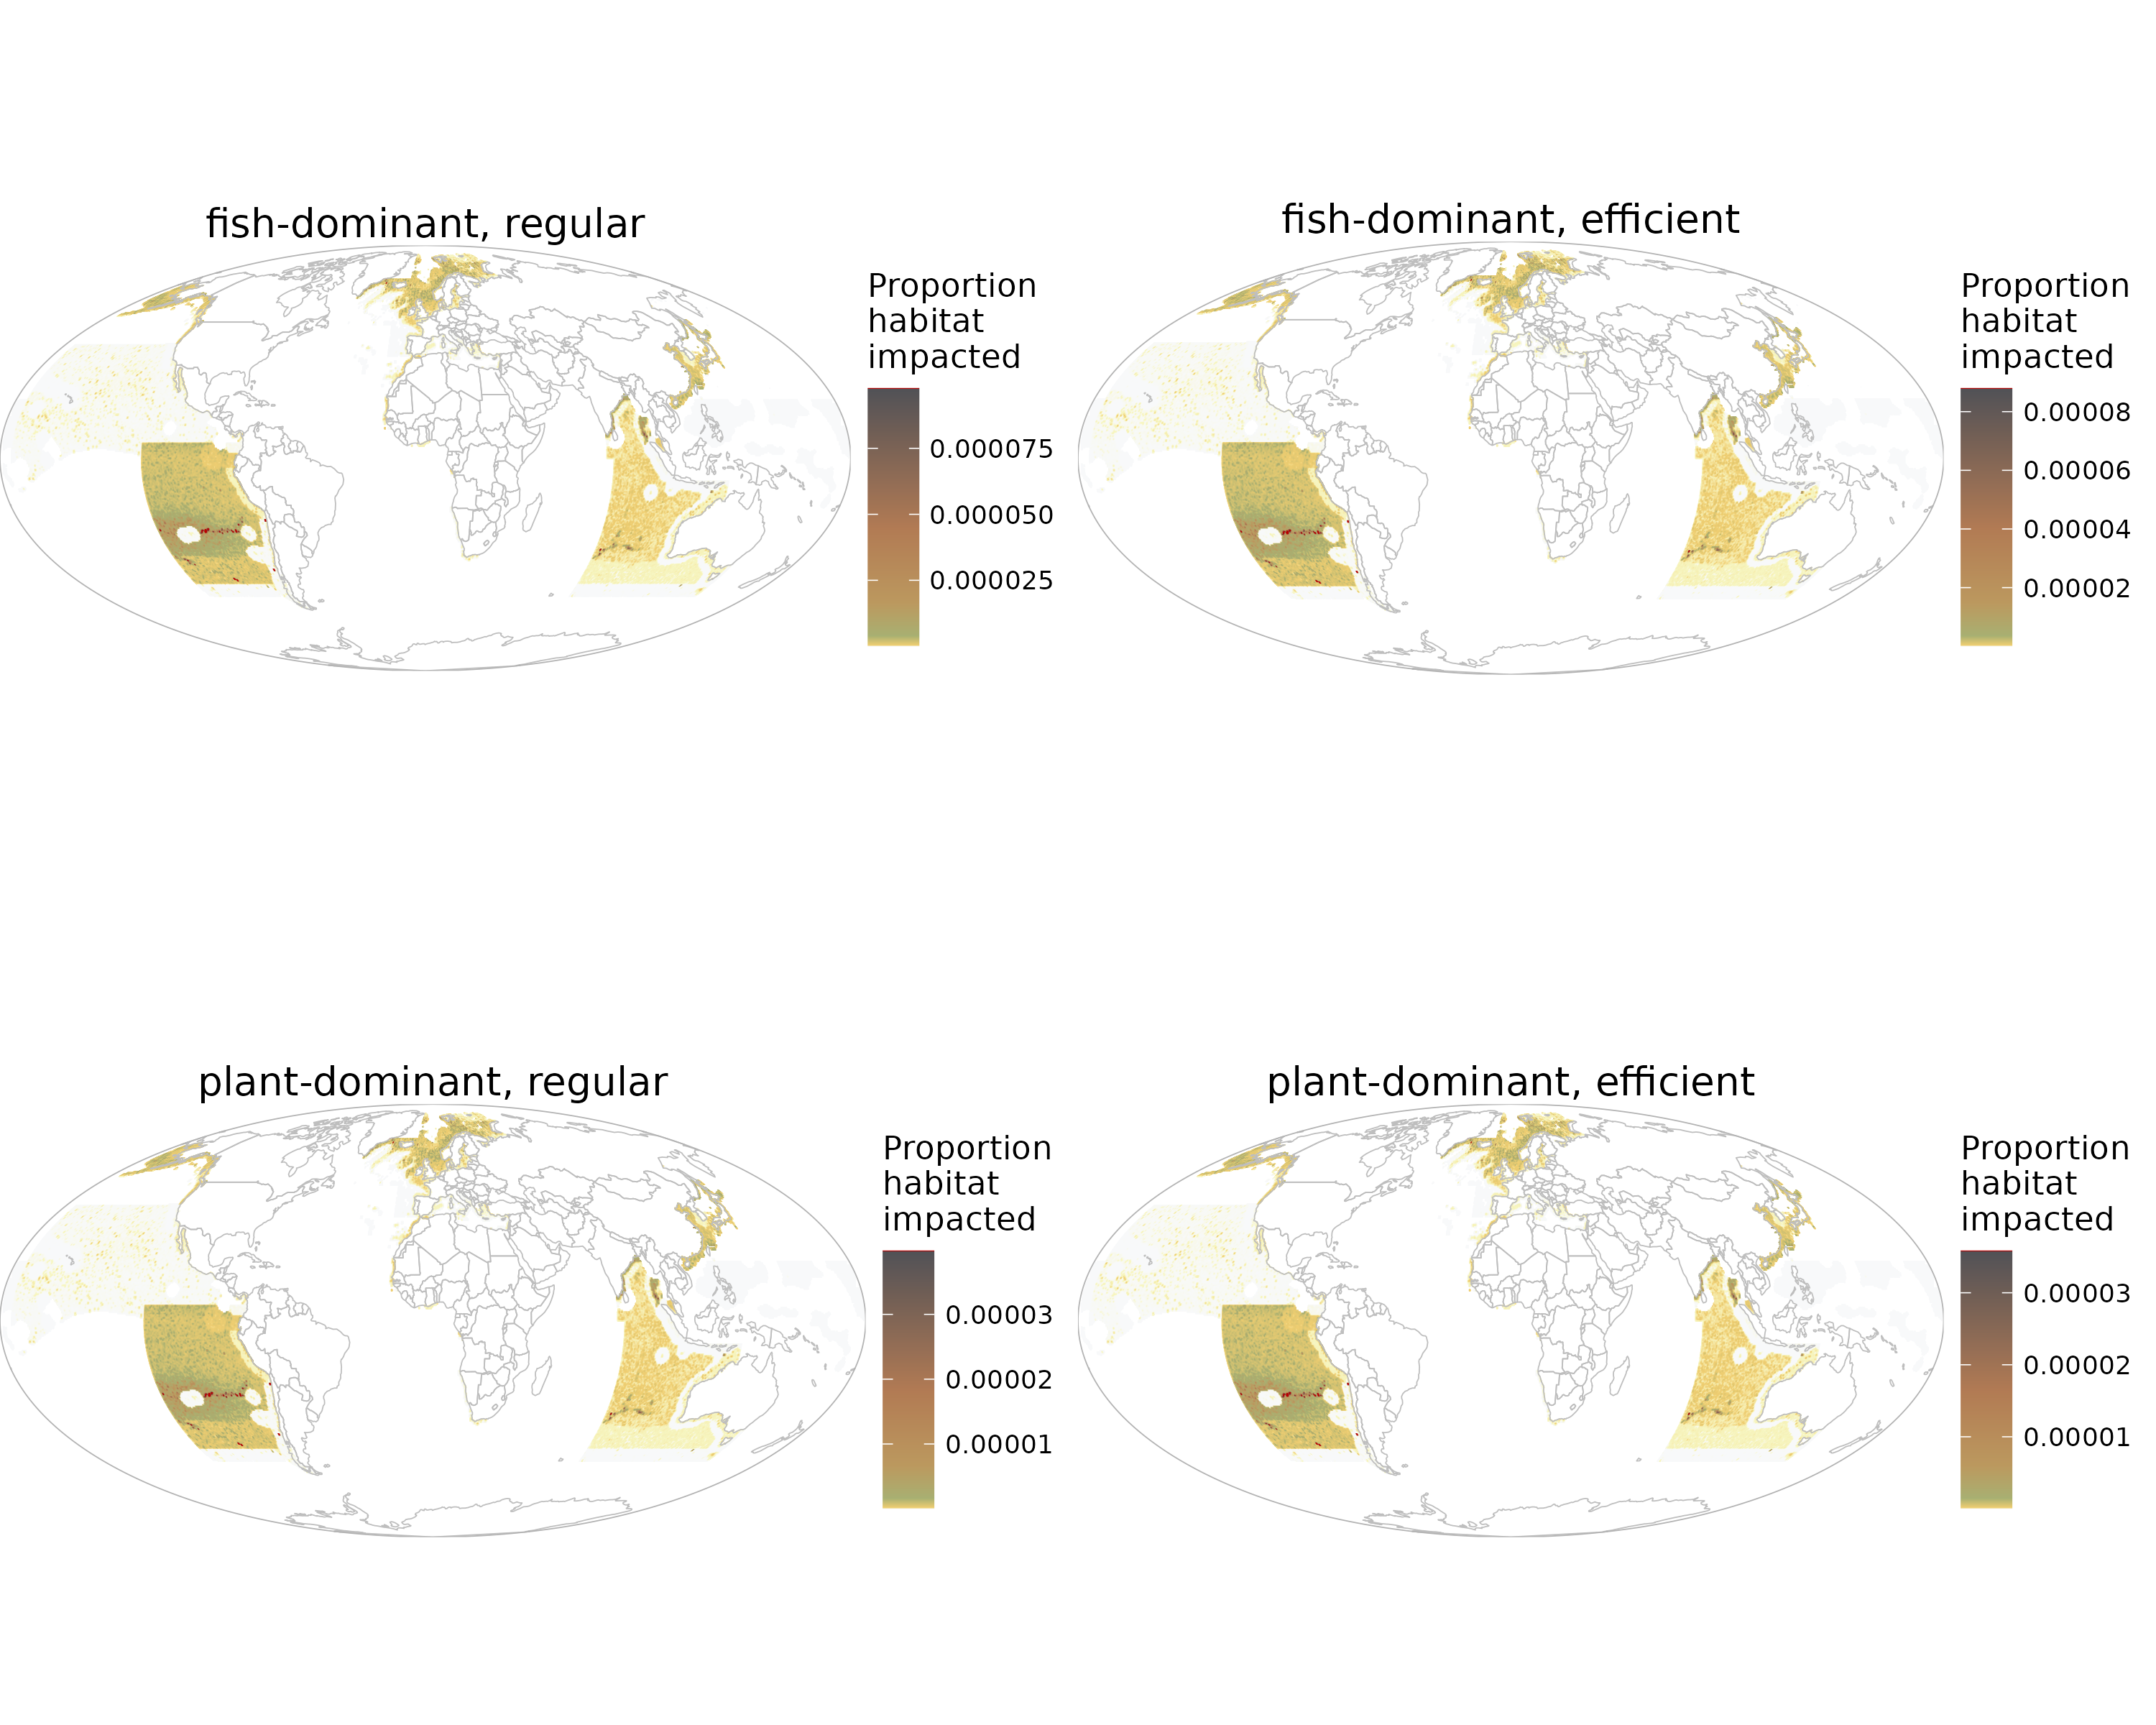 fish-dominant, regular
Proportion
habitat
impacted
0.000075
0.000050
0.000025
fish-dominant, efficient
Proportion
habitat
impacted
0.00008
0.00006
0.00004
0.00002
plant-dominant, regular
Proportion
habitat
impacted
0.00003
0.00002
0.00001
plant-dominant, efficient
Proportion
habitat
impacted
0.00003
0.00002
0.00001